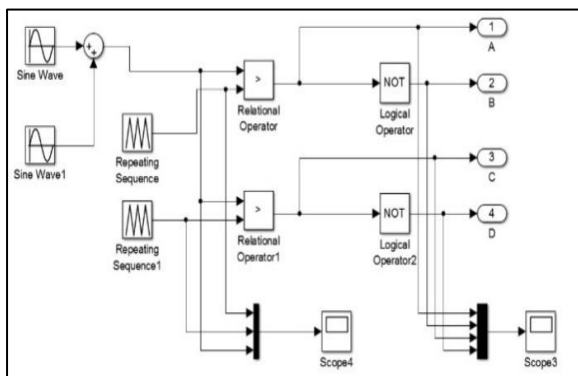 1
A
Sine Wave
>
NOT
2
B
Relational
Operator
Logical
Operator
Sine Wave1
Repeating
Sequence
3
C
>
NOT
4
D
Repeating
Sequence1
Relational
Operator1
Logical
Operator2
Scope4
Scope3